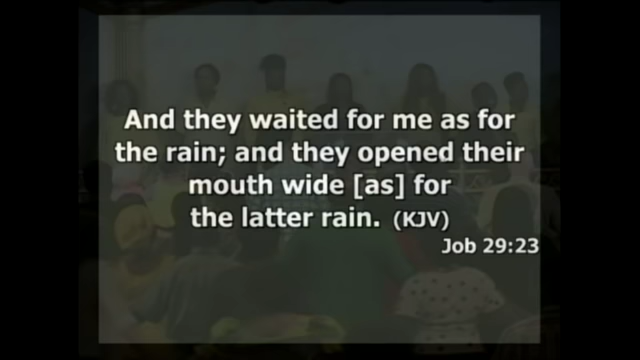 And they waited for me as for
the rain; and they opened their
mouth wide [as] for
the latter rain. (KJV)
Job 29:23